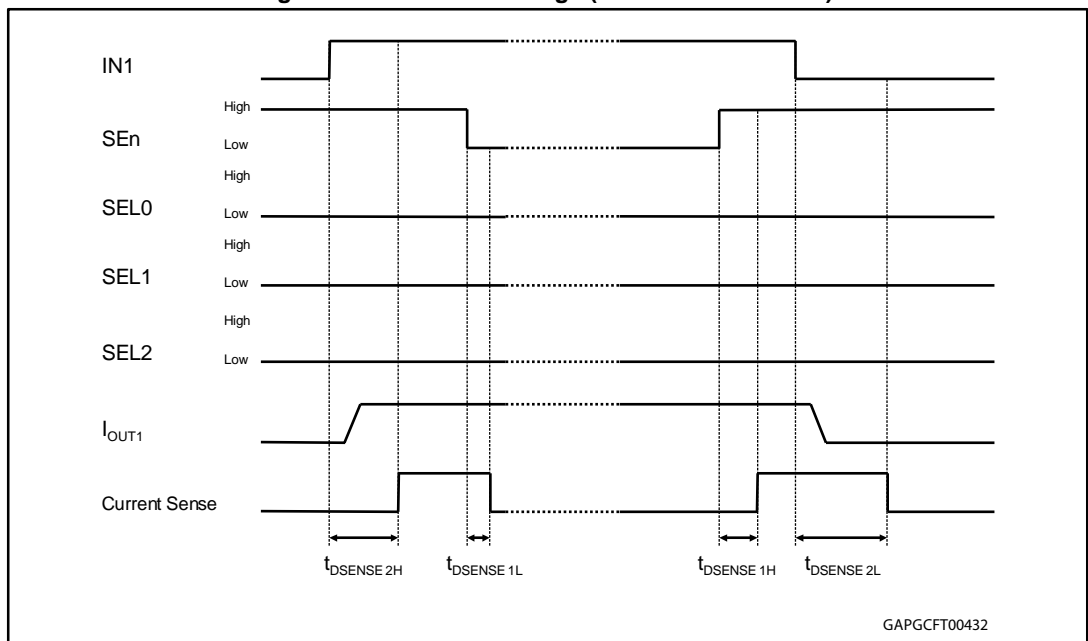 IN1
High
SEn
Low
High
SEL0
Low
High
SEL1
Low
High
SEL2
Low
IOUT1
Current Sense
tDSENSE 2H tDSENSE 1L tDSENSE 1H tDSENSE 2L
GAPGCFT00432